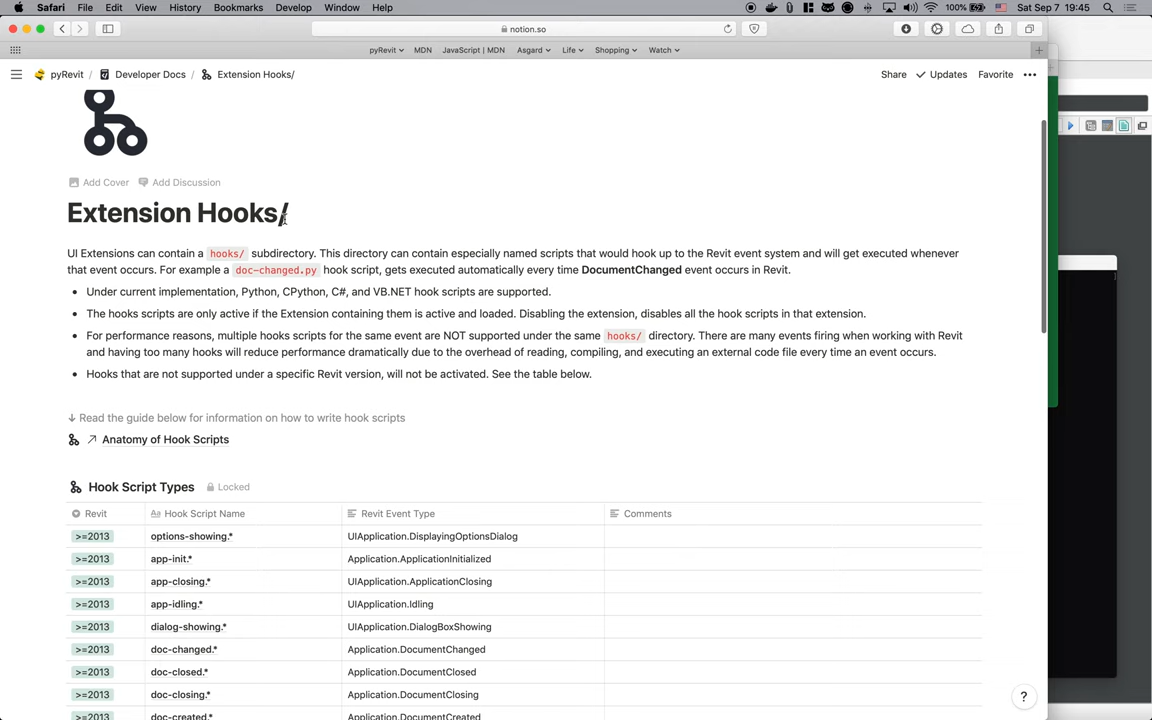 Safari File Edit View History Bookmarks Develop Window Help 100% Sat Sep 7 19:45
notion.so
pyRevit MDN JavaScript | MDN Asgard Life Shopping Watch
pyRevit / Developer Docs / Extension Hooks/ Share Updates Favorite
Add Cover Add Discussion
Extension Hooks/
UI Extensions can contain a hooks/ subdirectory. This directory can contain especially named scripts that would hook up to the Revit event system and will get executed whenever
that event occurs. For example a doc-changed.py hook script, gets executed automatically every time DocumentChanged event occurs in Revit.
• Under current implementation, Python, CPython, C#, and VB.NET hook scripts are supported.
• The hooks scripts are only active if the Extension containing them is active and loaded. Disabling the extension, disables all the hook scripts in that extension.
• For performance reasons, multiple hooks scripts for the same event are NOT supported under the same hooks/ directory. There are many events firing when working with Revit
and having too many hooks will reduce performance dramatically due to the overhead of reading, compiling, and executing an external code file every time an event occurs.
• Hooks that are not supported under a specific Revit version, will not be activated. See the table below.
↓ Read the guide below for information on how to write hook scripts
↗ Anatomy of Hook Scripts
Hook Script Types Locked
Revit Aa Hook Script Name Revit Event Type Comments
>=2013 options-showing.* UIApplication.DisplayingOptionsDialog
>=2013 app-init.* Application.ApplicationInitialized
>=2013 app-closing.* UIApplication.ApplicationClosing
>=2013 app-idling.* UIApplication.Idling
>=2013 dialog-showing.* UIApplication.DialogBoxShowing
>=2013 doc-changed.* Application.DocumentChanged
>=2013 doc-closed.* Application.DocumentClosed
>=2013 doc-closing.* Application.DocumentClosing
>=2013 doc-created.* Application.DocumentCreated
?